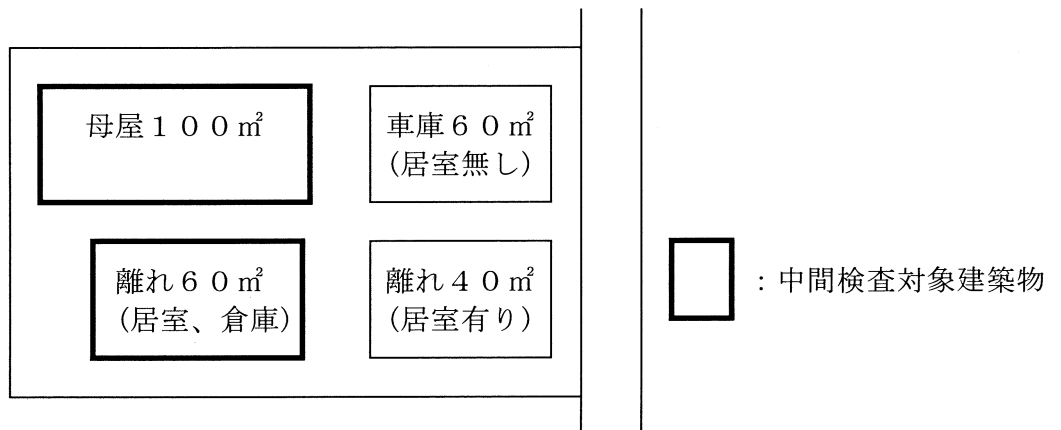 母屋１００㎡
車庫６０㎡
(居室無し)
離れ６０㎡
(居室、倉庫)
離れ４０㎡
(居室有り)
：中間検査対象建築物